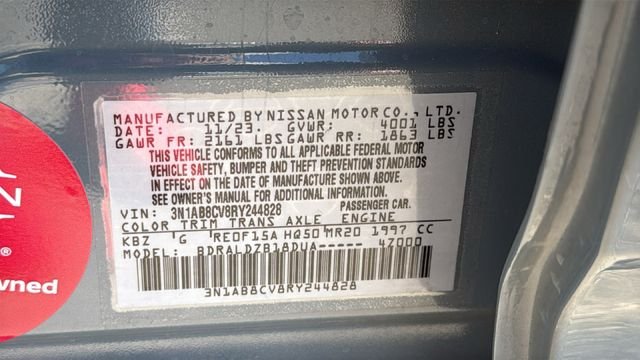 MANUFACTURED BY NISSAN MOTOR CO., LTD.
DATE: 11/23. GVWR: 4001 LBS
GAWR FR: 2161 LBS GAWR RR: 1863 LBS
THIS VEHICLE CONFORMS TO ALL APPLICABLE FEDERAL MOTOR
VEHICLE SAFETY, BUMPER AND THEFT PREVENTION STANDARDS
IN EFFECT ON THE DATE OF MANUFACTURE SHOWN ABOVE.
SEE OWNER'S MANUAL FOR ADDITIONAL INFORMATION.
VIN: 3N1AB8CV8RY244828 PASSENGER CAR.
COLOR TRIM TRANS AXLE ENGINE
KBZ G RE0F15A HQ50 MR20 1997 CC
MODEL: BDRALDZB18DUA----- 47000
3N1AB8CV8RY244828
®
wned